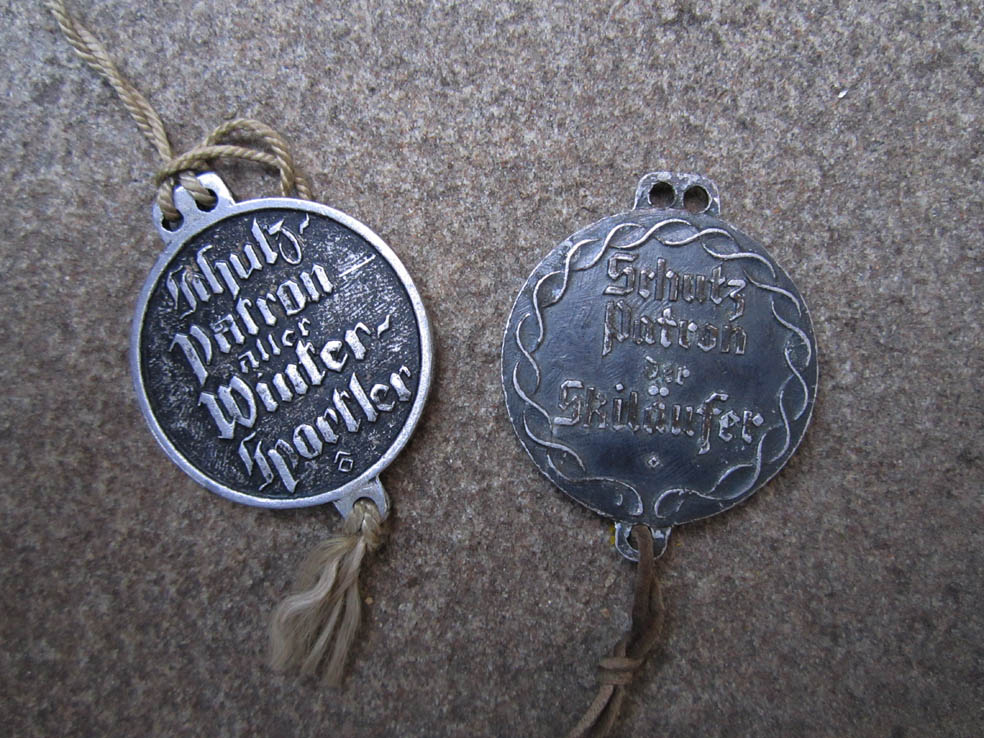 Schutz-
Patron
aller
Winter-
Sportler
Schutz
Patron
der
Skiläufer